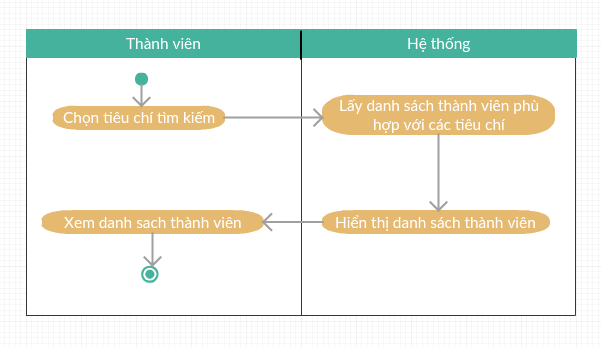 Thành viên
Hệ thống
Chọn tiêu chí tìm kiếm
Lấy danh sách thành viên phù
hợp với các tiêu chí
Xem danh sach thành viên
Hiển thị danh sách thành viên